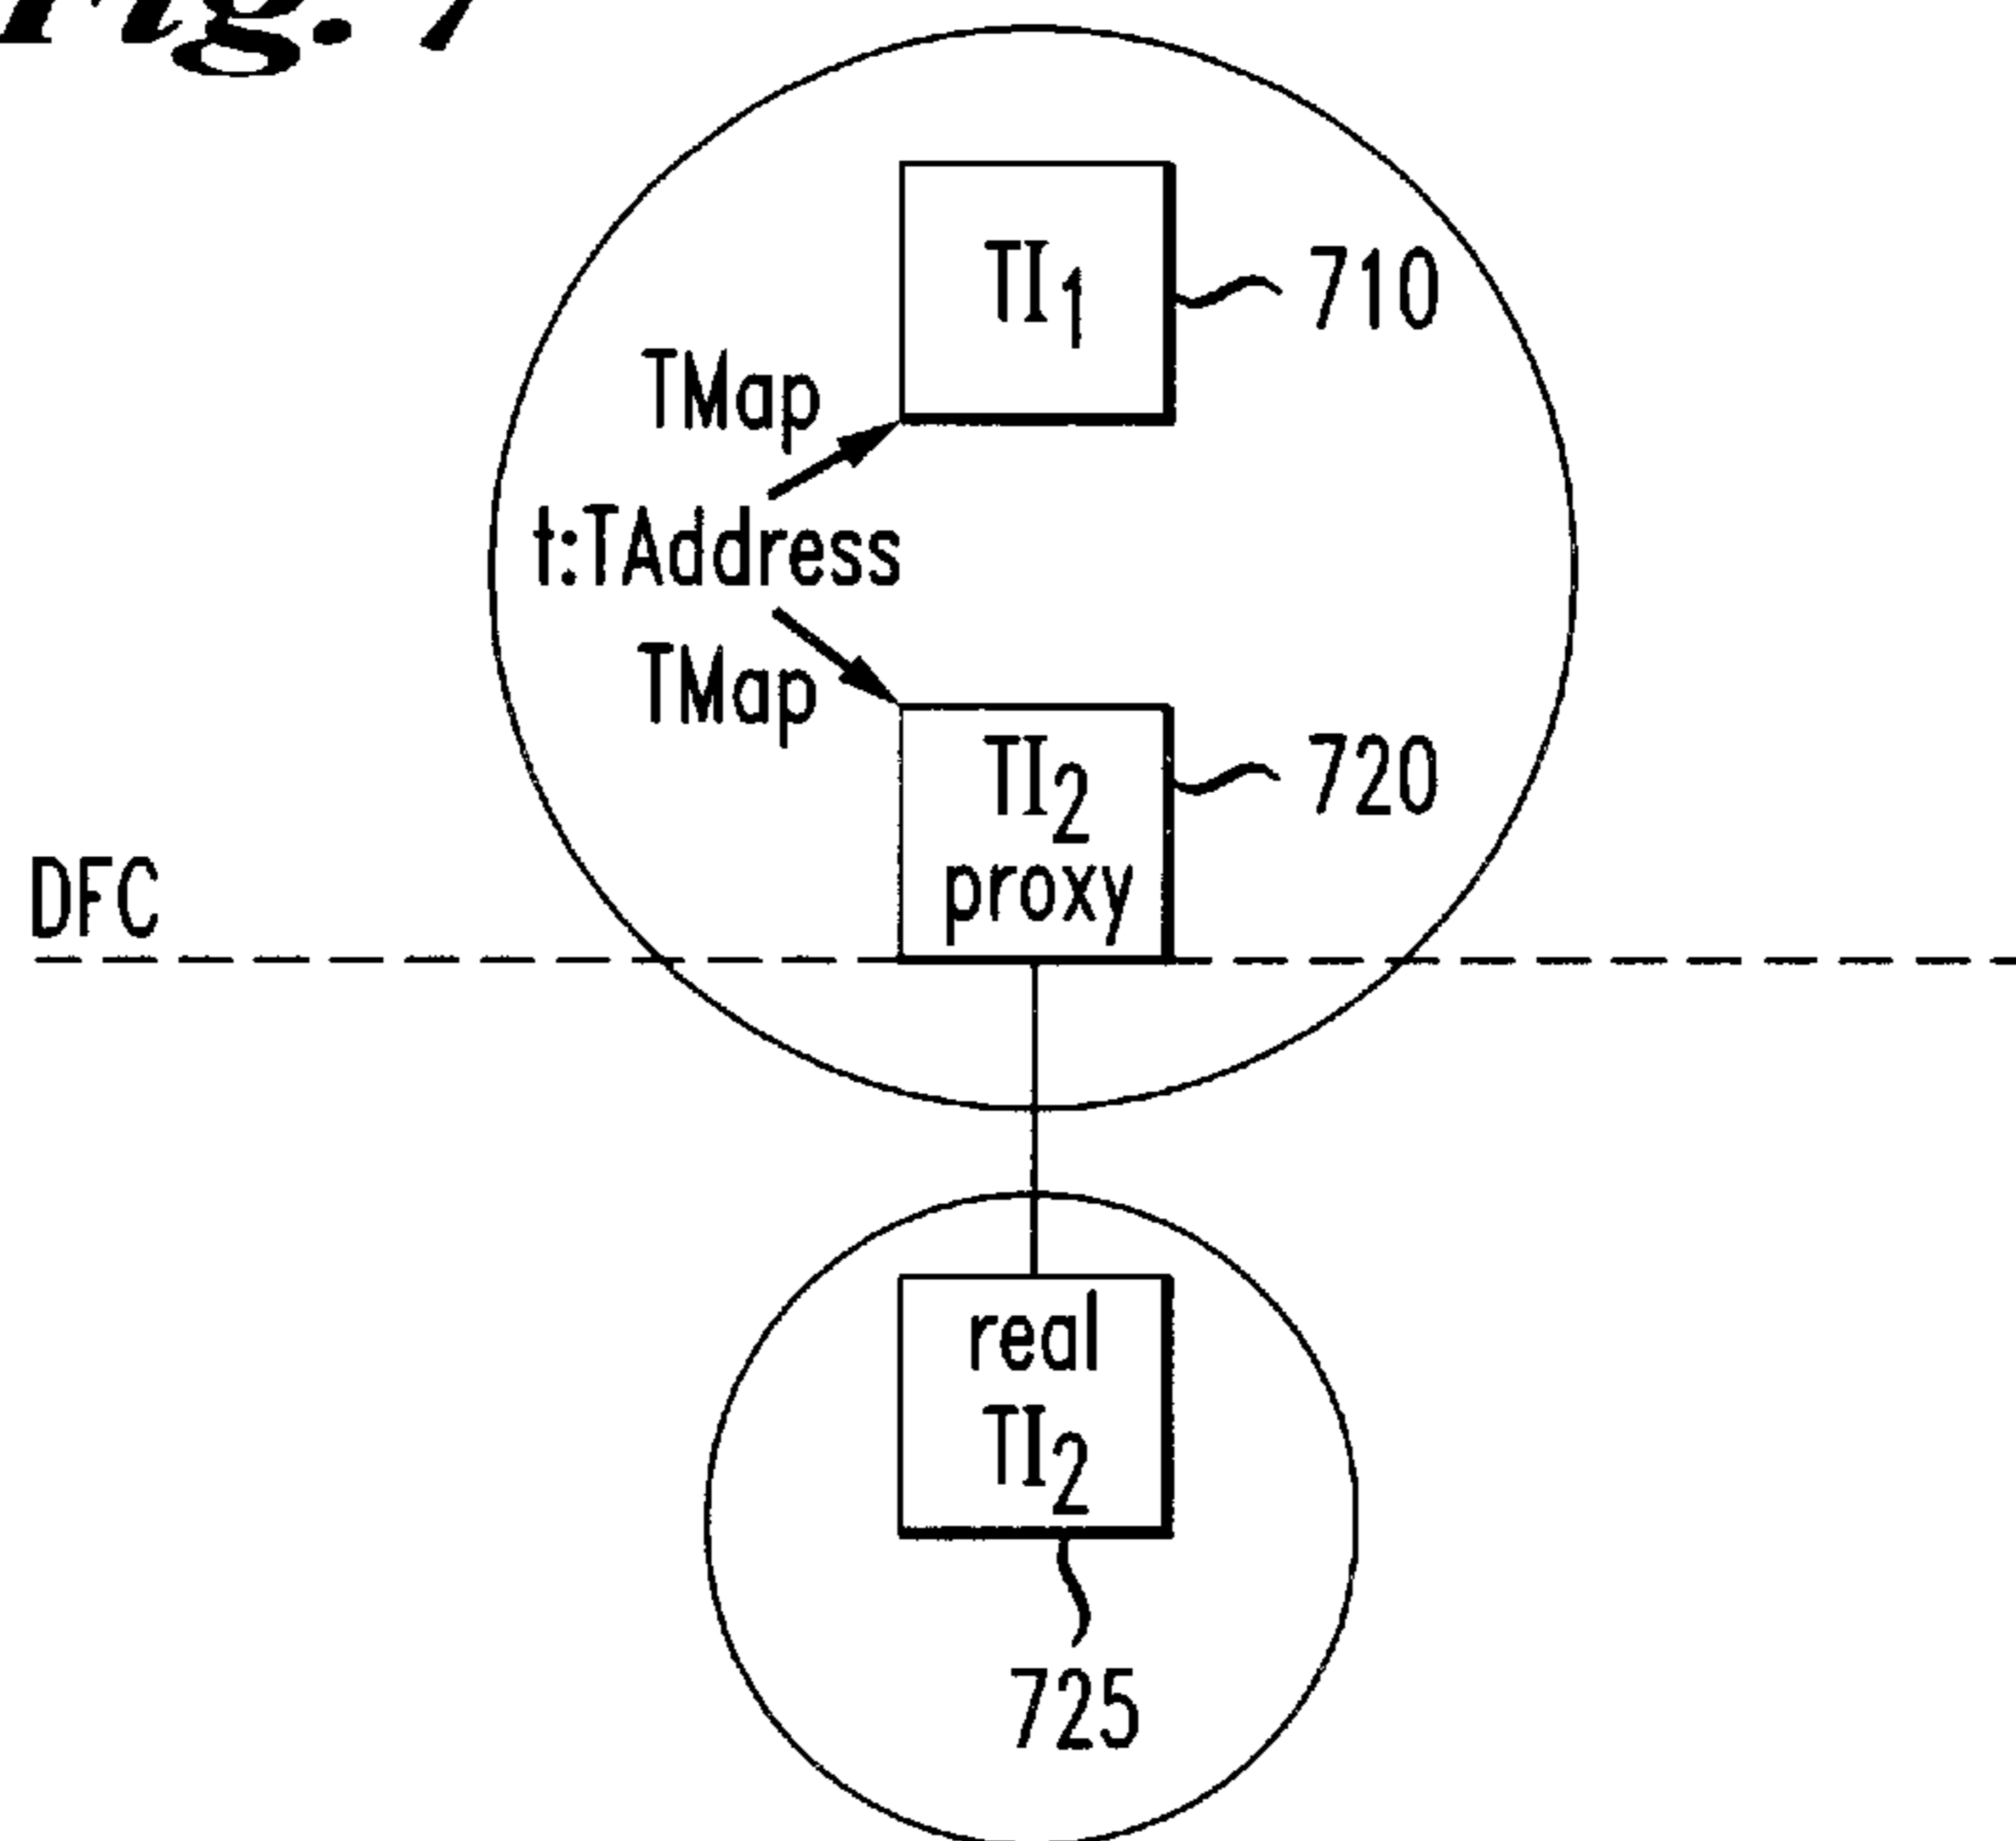 Fig. 7
TI1
710
TMap
t:TAddress
TMap
TI2
proxy
720
DFC
real
TI2
725